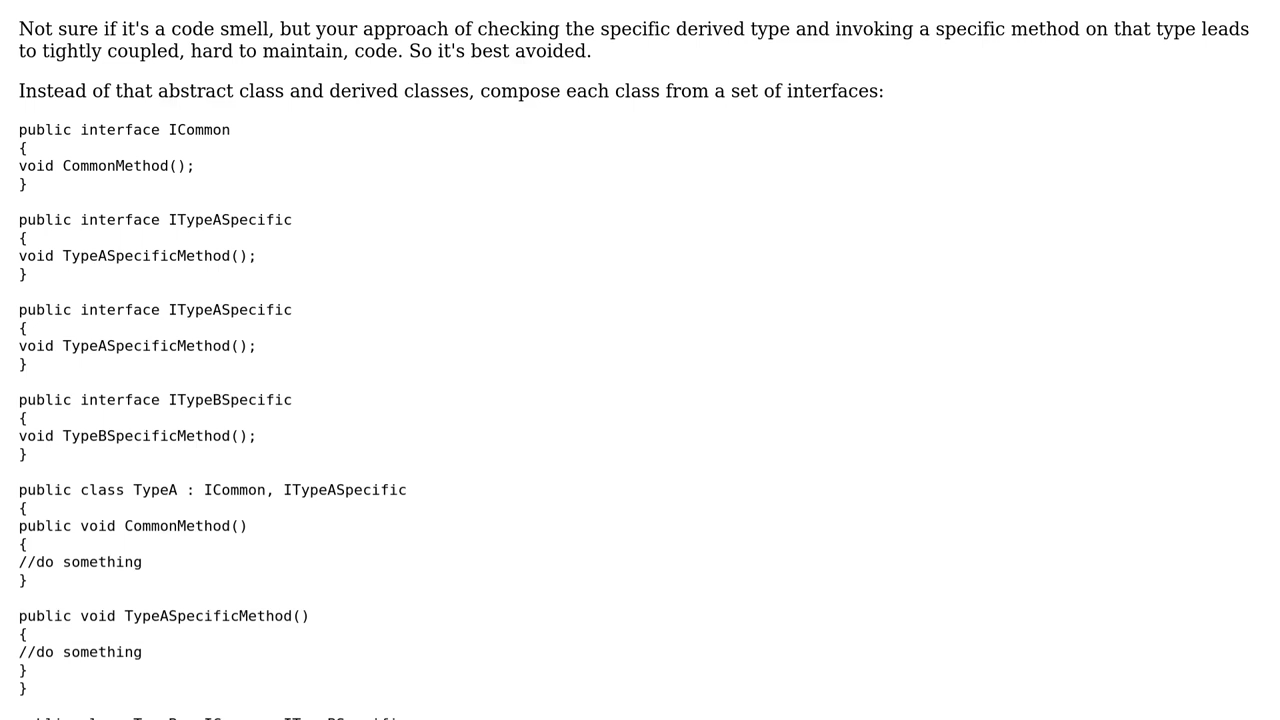 Not sure if it's a code smell, but your approach of checking the specific derived type and invoking a specific method on that type leads
to tightly coupled, hard to maintain, code. So it's best avoided.
Instead of that abstract class and derived classes, compose each class from a set of interfaces:
public interface ICommon
{
void CommonMethod();
}
public interface ITypeASpecific
{
void TypeASpecificMethod();
}
public interface ITypeASpecific
{
void TypeASpecificMethod();
}
public interface ITypeBSpecific
{
void TypeBSpecificMethod();
}
public class TypeA : ICommon, ITypeASpecific
{
public void CommonMethod()
{
//do something
}
public void TypeASpecificMethod()
{
//do something
}
}